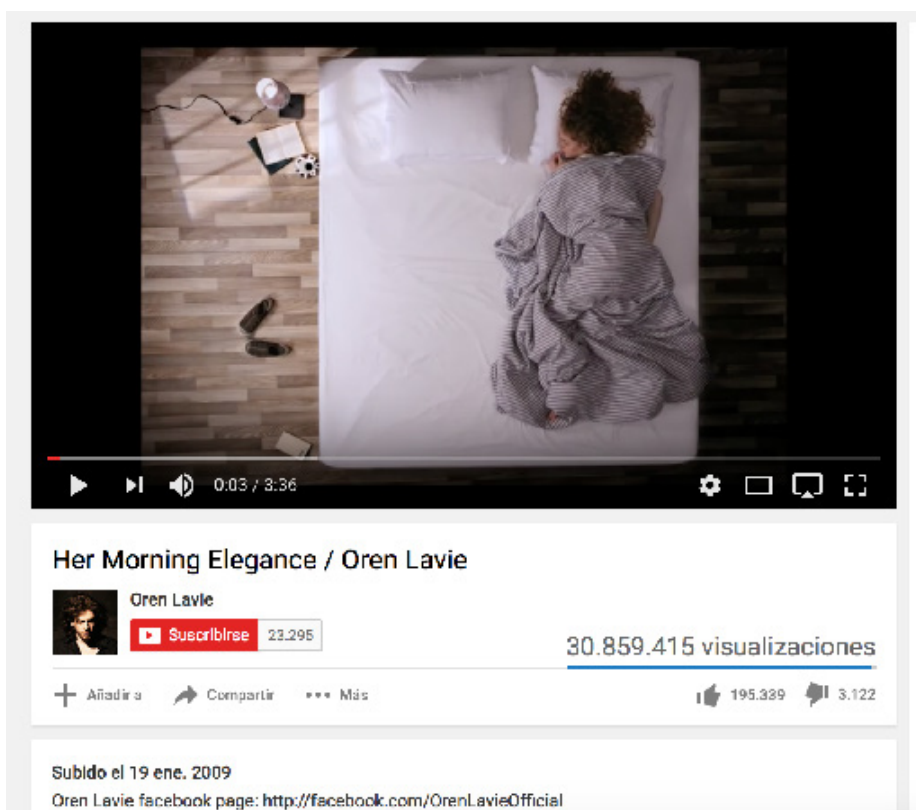 0:03 / 3:36
Her Morning Elegance / Oren Lavie
Oren Lavie
Suscribirse 23.295
30.859.415 visualizaciones
Añadir a Compartir Más 195.339 3.122
Subido el 19 ene. 2009
Oren Lavie facebook page: http://facebook.com/OrenLavieOfficial